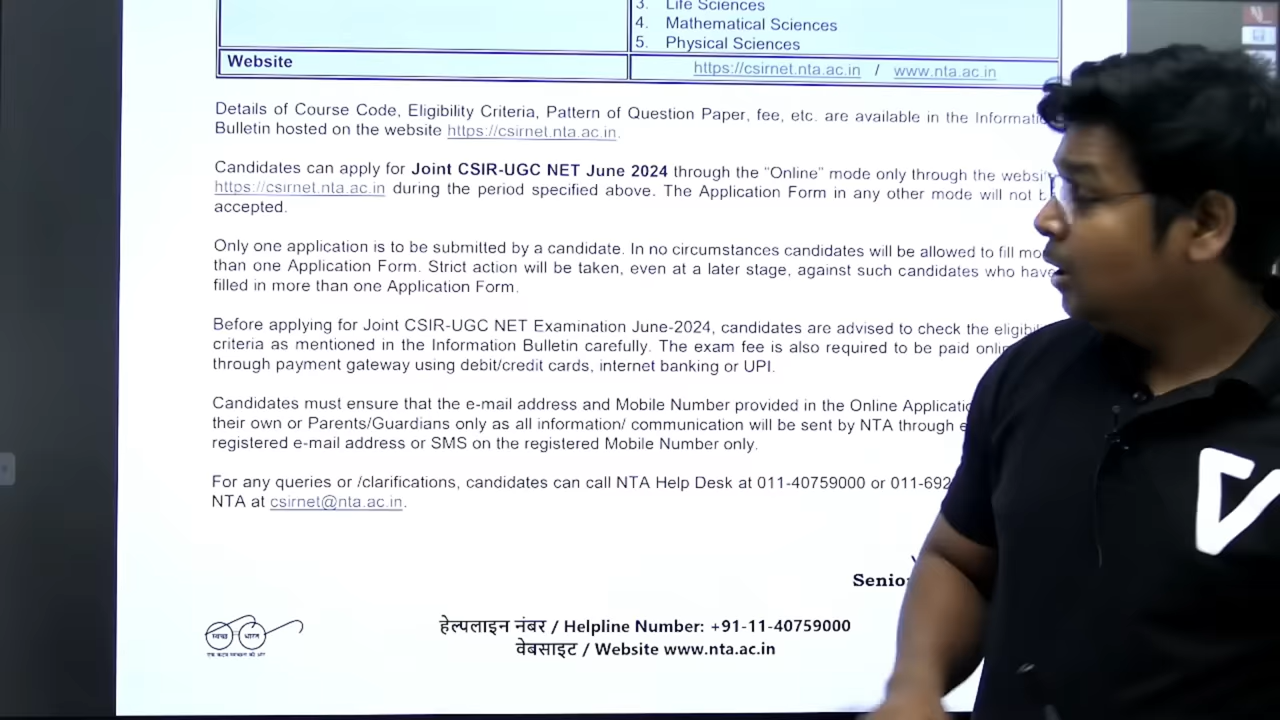 3. Life Sciences
4. Mathematical Sciences
5. Physical Sciences
Website https://csirnet.nta.ac.in / www.nta.ac.in
Details of Course Code, Eligibility Criteria, Pattern of Question Paper, fee, etc. are available in the Informatio
Bulletin hosted on the website https://csirnet.nta.ac.in.
Candidates can apply for Joint CSIR-UGC NET June 2024 through the "Online" mode only through the websi
https://csirnet.nta.ac.in during the period specified above. The Application Form in any other mode will not b
accepted.
Only one application is to be submitted by a candidate. In no circumstances candidates will be allowed to fill mo
than one Application Form. Strict action will be taken, even at a later stage, against such candidates who have
filled in more than one Application Form.
Before applying for Joint CSIR-UGC NET Examination June-2024, candidates are advised to check the eligibi
criteria as mentioned in the Information Bulletin carefully. The exam fee is also required to be paid onlin
through payment gateway using debit/credit cards, internet banking or UPI.
Candidates must ensure that the e-mail address and Mobile Number provided in the Online Applicatio
their own or Parents/Guardians only as all information/ communication will be sent by NTA through e
registered e-mail address or SMS on the registered Mobile Number only.
For any queries or /clarifications, candidates can call NTA Help Desk at 011-40759000 or 011-692
NTA at csirnet@nta.ac.in.
Senio
स्वच्छ भारत
एक कदम स्वच्छता की ओर
हेल्पलाइन नंबर / Helpline Number: +91-11-40759000
वेबसाइट / Website www.nta.ac.in